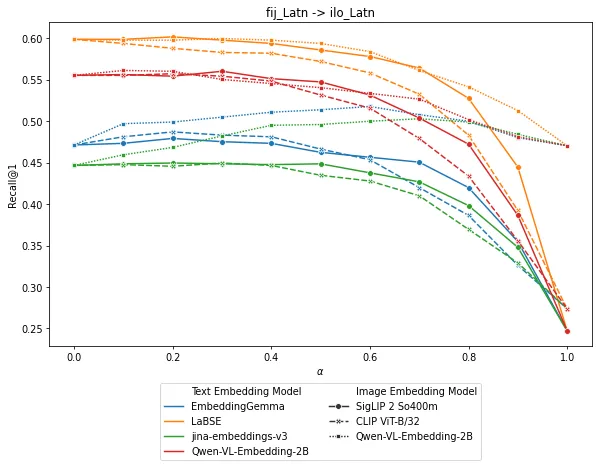 fij_Latn -> ilo_Latn
Recall@1
0.60
0.55
0.50
0.45
0.40
0.35
0.30
0.25
0.0 0.2 0.4 0.6 0.8 1.0
α
Text Embedding Model Image Embedding Model
EmbeddingGemma SigLIP 2 So400m
LaBSE CLIP ViT-B/32
jina-embeddings-v3 Qwen-VL-Embedding-2B
Qwen-VL-Embedding-2B